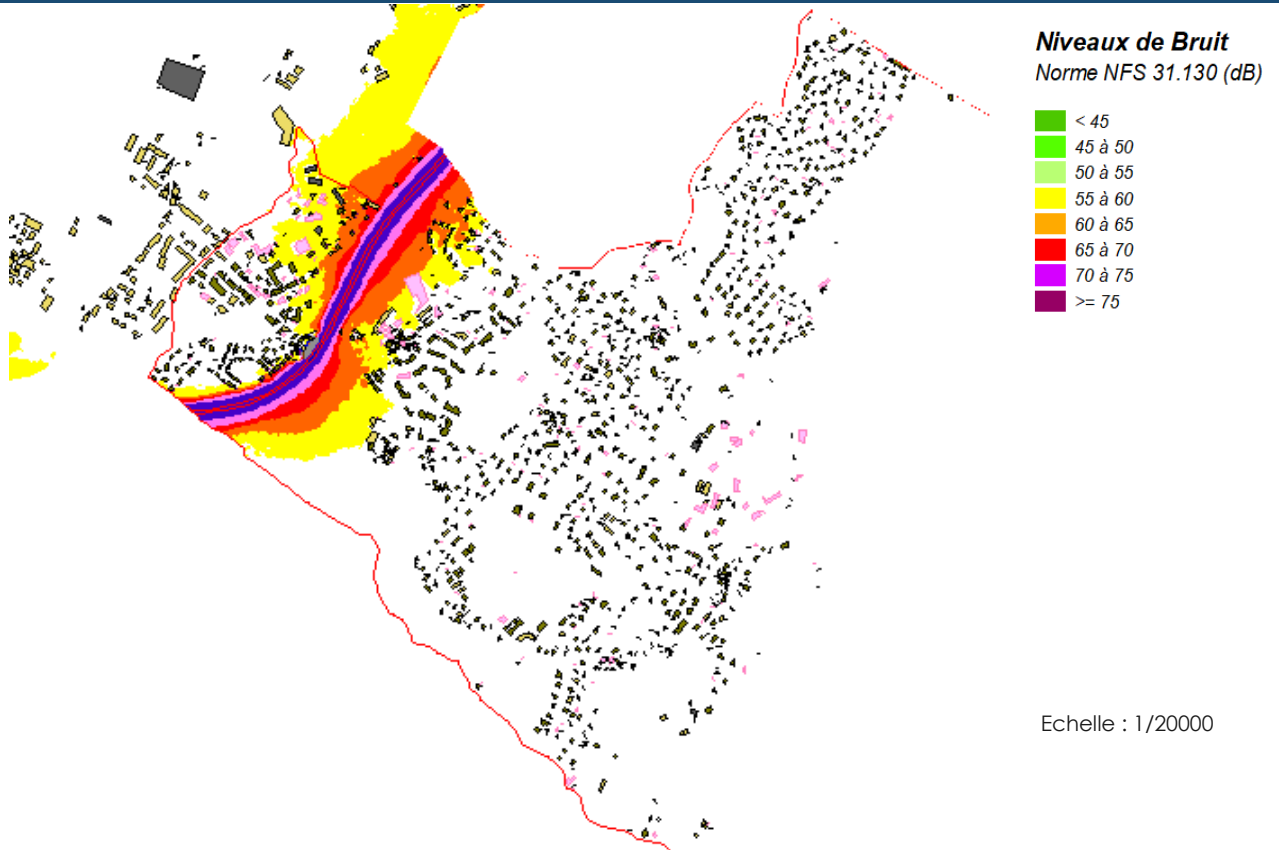 Niveaux de Bruit
Norme NFS 31.130 (dB)
< 45
45 à 50
50 à 55
55 à 60
60 à 65
65 à 70
70 à 75
>= 75
Echelle : 1/20000